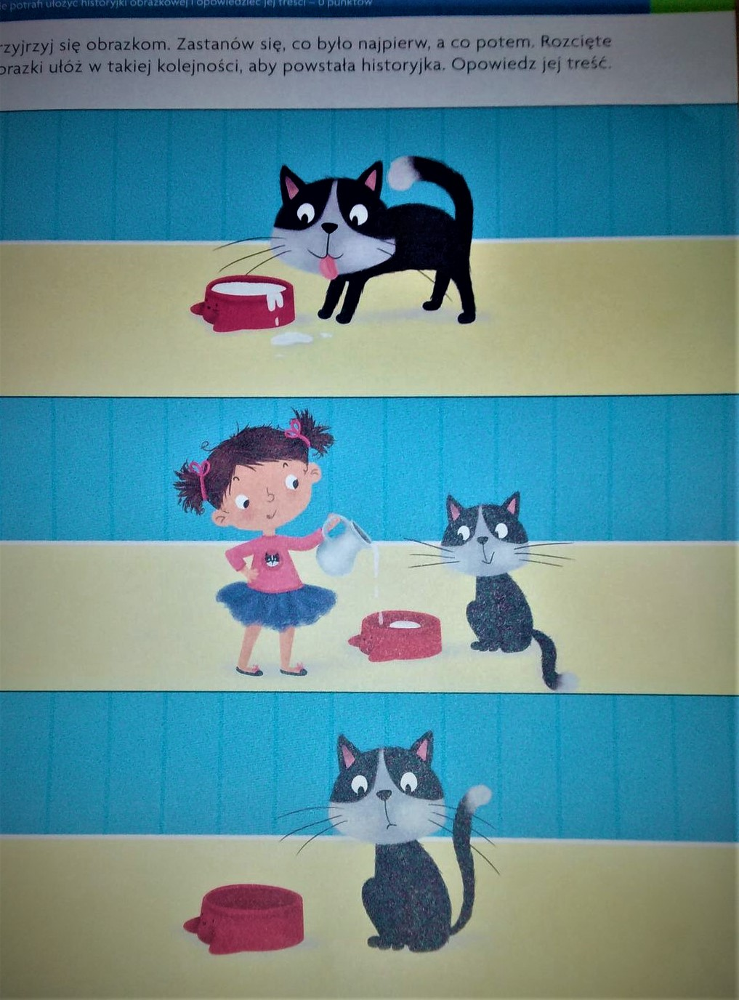 potrafi ułożyć historyjki obrazkowej i opowiedzieć jej treści – 0 punktów
rzyjrzyj się obrazkom. Zastanów się, co było najpierw, a co potem. Rozcięte
brazki ułóż w takiej kolejności, aby powstała historyjka. Opowiedz jej treść.